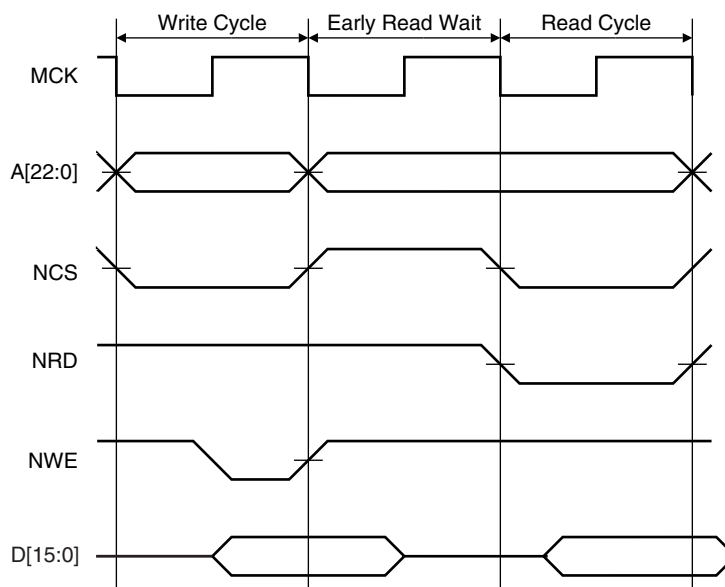 Write Cycle Early Read Wait Read Cycle
MCK
A[22:0]
NCS
NRD
NWE
D[15:0]